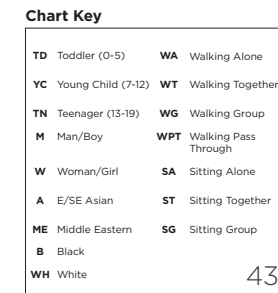 Chart Key
TD Toddler (0-5) WA Walking Alone
YC Young Child (7-12) WT Walking Together
TN Teenager (13-19) WG Walking Group
M Man/Boy WPT Walking Pass
Through
W Woman/Girl SA Sitting Alone
A E/SE Asian ST Sitting Together
ME Middle Eastern SG Sitting Group
B Black
WH White
43